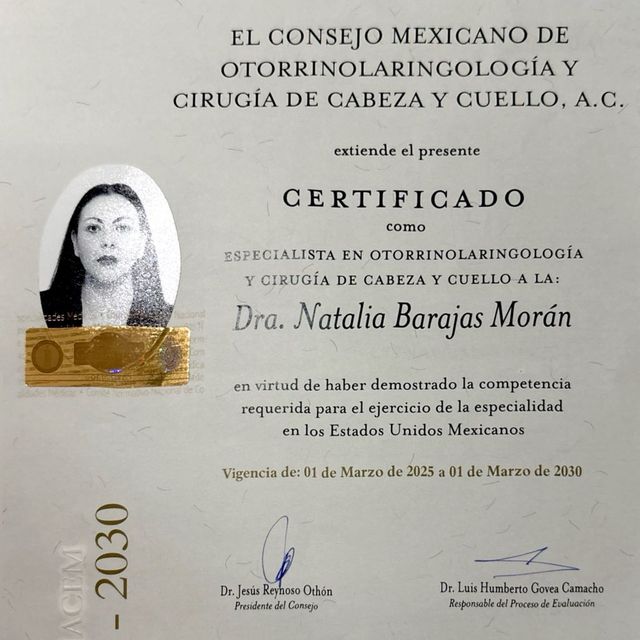 EL CONSEJO MEXICANO DE
OTORRINOLARINGOLOGÍA Y
CIRUGÍA DE CABEZA Y CUELLO, A.C.
extiende el presente
CERTIFICADO
como
ESPECIALISTA EN OTORRINOLARINGOLOGÍA
Y CIRUGÍA DE CABEZA Y CUELLO A LA:
Dra. Natalia Barajas Morán
en virtud de haber demostrado la competencia
requerida para el ejercicio de la especialidad
en los Estados Unidos Mexicanos
Vigencia de: 01 de Marzo de 2025 a 01 de Marzo de 2030
Dr. Jesús Reynoso Othón
Presidente del Consejo
Dr. Luis Humberto Govea Camacho
Responsable del Proceso de Evaluación
- 2030